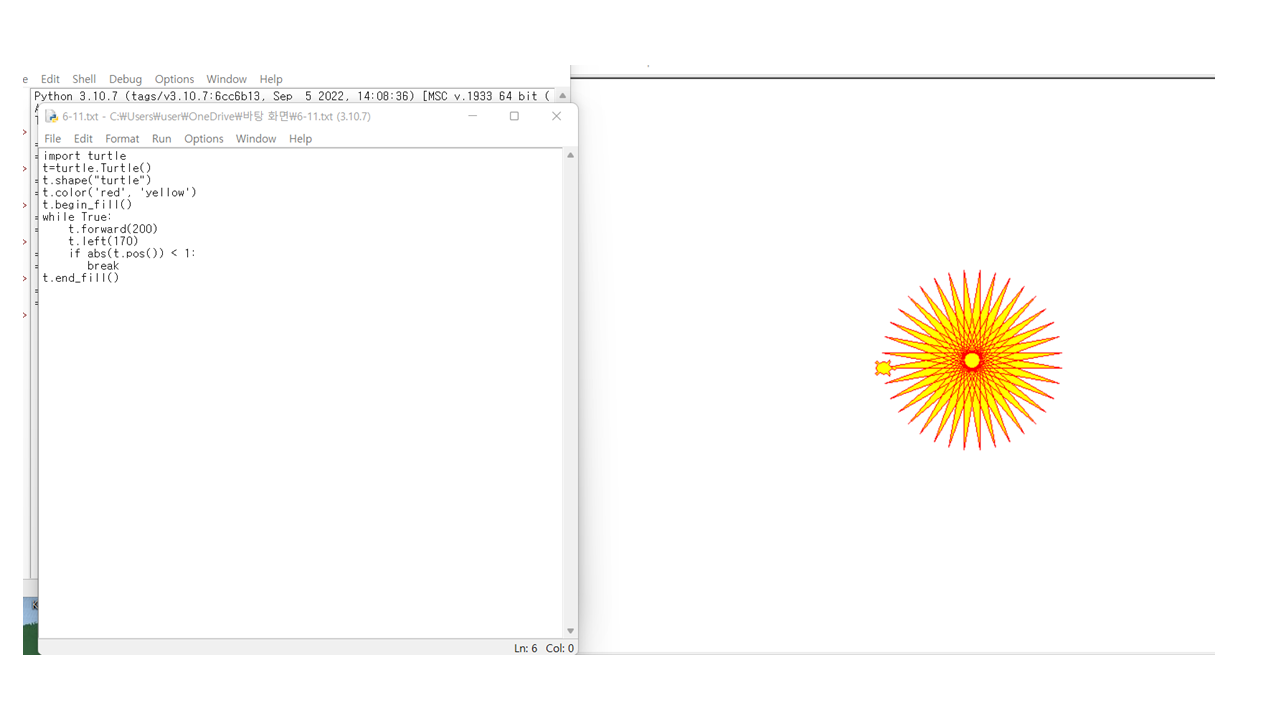 e Edit Shell Debug Options Window Help
Python 3.10.7 (tags/v3.10.7:6cc6b13, Sep 5 2022, 14:08:36) [MSC v.1933 64 bit (
6-11.txt - C:₩Users₩user₩OneDrive₩바탕 화면₩6-11.txt (3.10.7)
File Edit Format Run Options Window Help
import turtle
t=turtle.Turtle()
t.shape("turtle")
t.color('red', 'yellow')
t.begin_fill()
while True:
    t.forward(200)
    t.left(170)
    if abs(t.pos()) < 1:
       break
t.end_fill()
Ln: 6 Col: 0